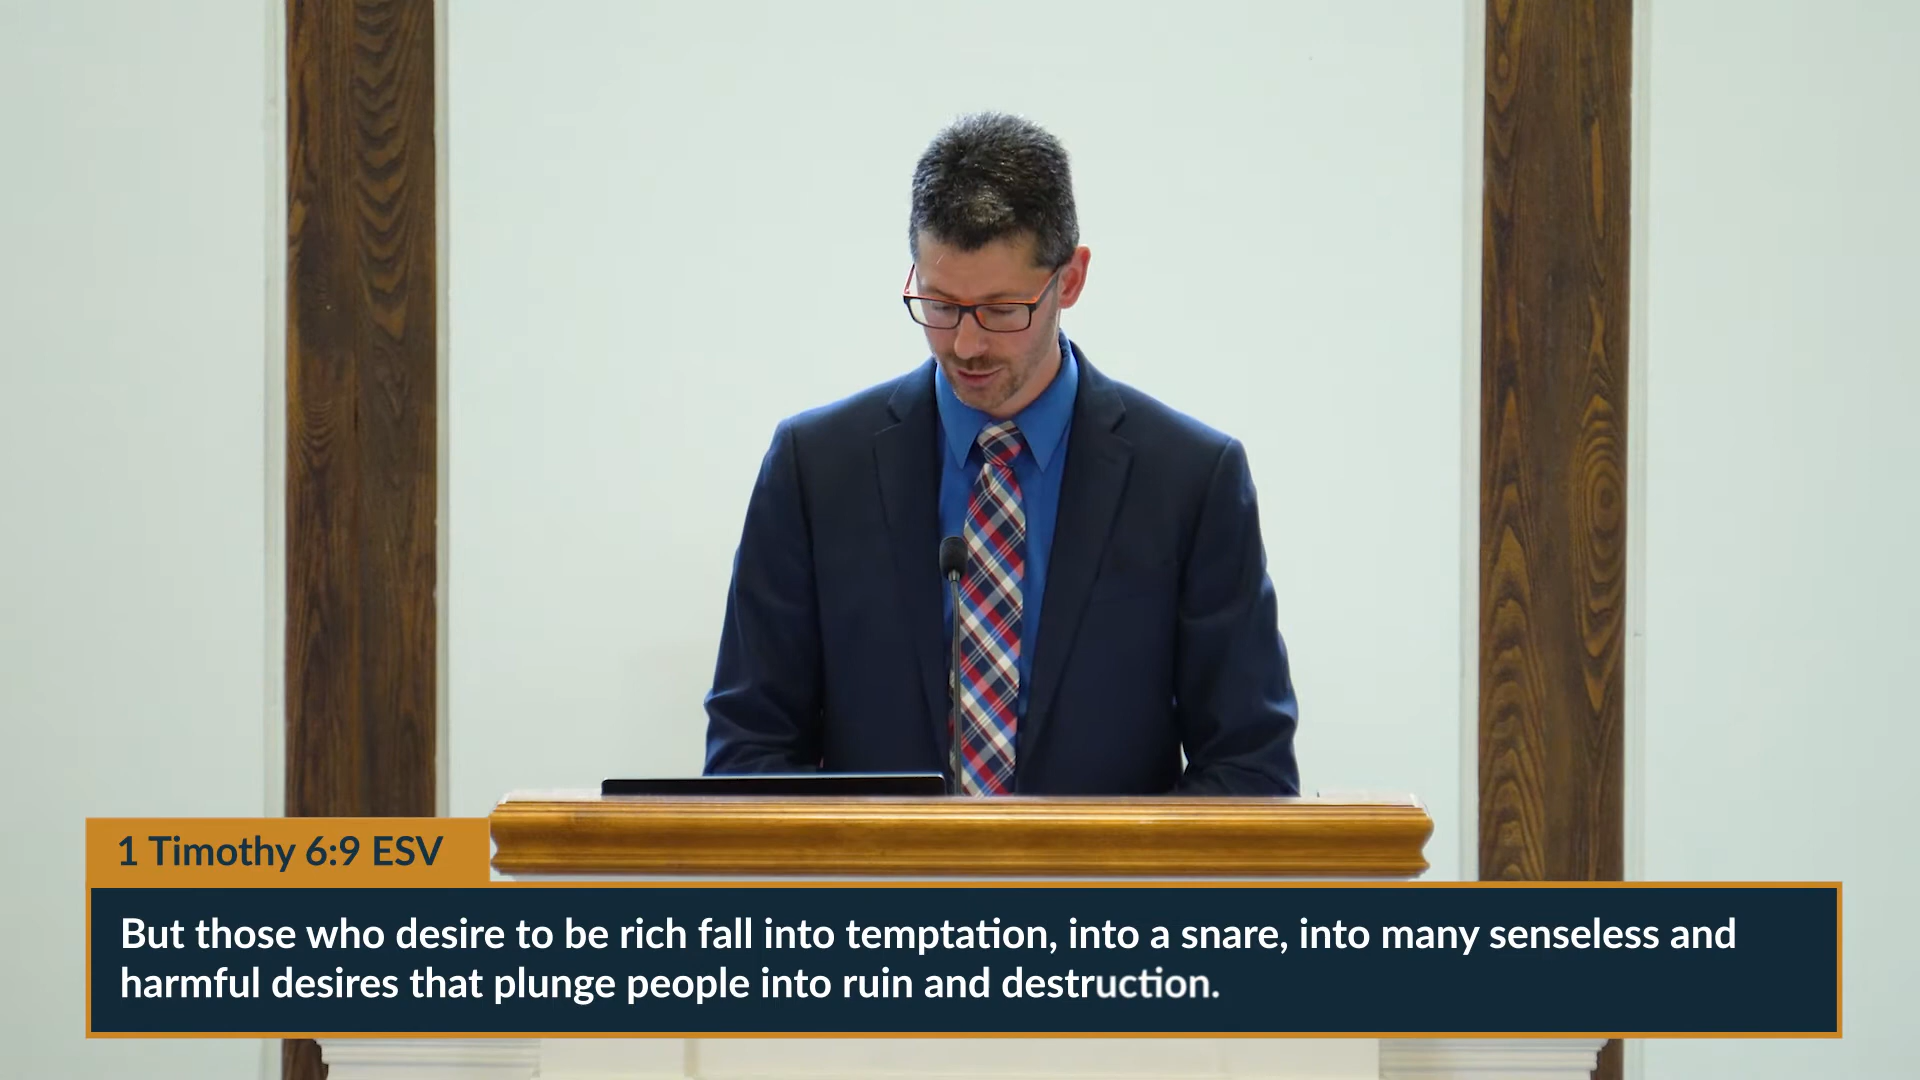 1 Timothy 6:9 ESV
But those who desire to be rich fall into temptation, into a snare, into many senseless and
harmful desires that plunge people into ruin and destruction.